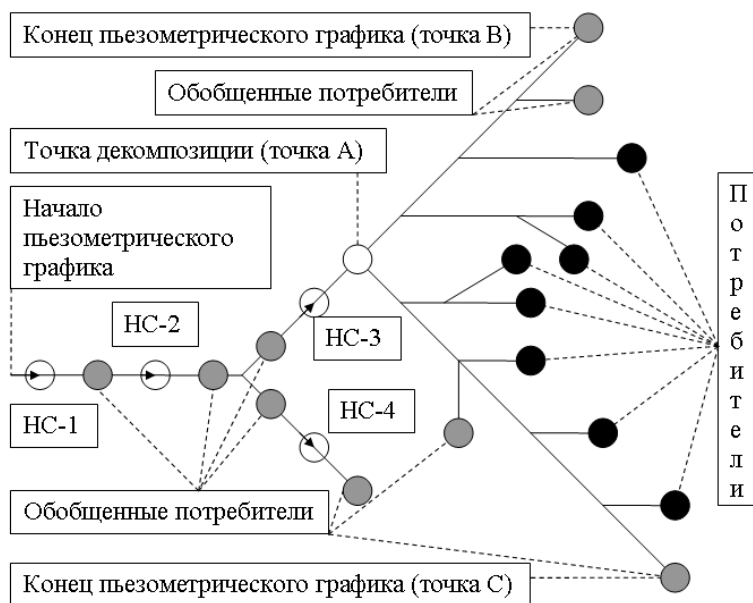 Конец пьезометрического графика (точка B)
Обобщенные потребители
Точка декомпозиции (точка А)
Начало
пьезометрического
графика
НС-2
НС-3
НС-1
НС-4
Потребители
Обобщенные потребители
Конец пьезометрического графика (точка С)